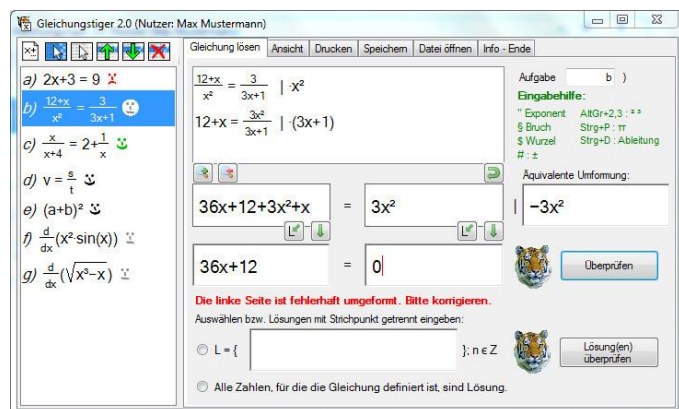 Gleichungstiger 2.0 (Nutzer: Max Mustermann)
Gleichung lösen Ansicht Drucken Speichern Datei öffnen Info - Ende
a) 2x+3 = 9
b) 12+x/x² = 3/3x+1
c) x/x+4 = 2+1/x
d) v = s/t
e) (a+b)²
f) d/dx(x²·sin(x))
g) d/dx(√x³−x)
12+x/x² = 3/3x+1 | ·x²
12+x = 3x²/3x+1 | ·(3x+1)
Aufgabe b )
Eingabehilfe:
" Exponent AltGr+2,3 : ² ³
§ Bruch Strg+P : π
$ Wurzel Strg+D : Ableitung
# : ±
Äquivalente Umformung:
36x+12+3x²+x = 3x² | −3x²
36x+12 = 0
Überprüfen
Die linke Seite ist fehlerhaft umgeformt. Bitte korrigieren.
Auswählen bzw. Lösungen mit Strichpunkt getrennt eingeben:
L = { }; n ϵ Z
Lösung(en)
überprüfen
Alle Zahlen, für die die Gleichung definiert ist, sind Lösung.